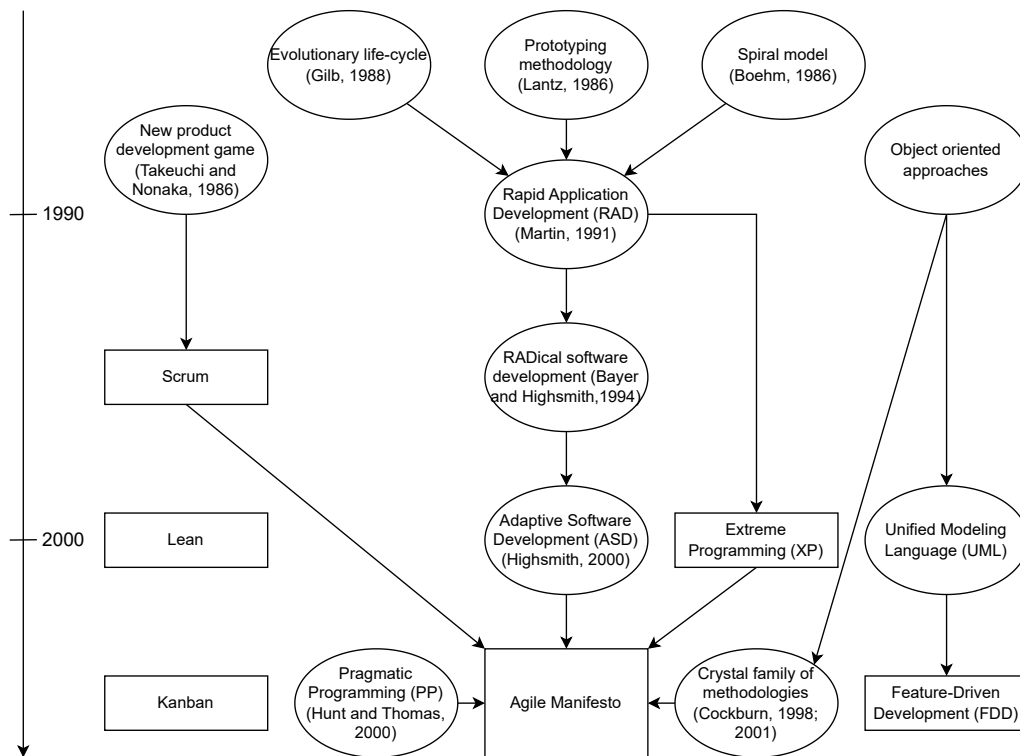 Evolutionary life-cycle
(Gilb, 1988)
Prototyping
methodology
(Lantz, 1986)
Spiral model
(Boehm, 1986)
New product
development game
(Takeuchi and
Nonaka, 1986)
Object oriented
approaches
1990
Rapid Application
Development (RAD)
(Martin, 1991)
Scrum
RADical software
development (Bayer
and Highsmith,1994)
2000
Lean
Adaptive Software
Development (ASD)
(Highsmith, 2000)
Extreme
Programming (XP)
Unified Modeling
Language (UML)
Kanban
Pragmatic
Programming (PP)
(Hunt and Thomas,
2000)
Agile Manifesto
Crystal family of
methodologies
(Cockburn, 1998;
2001)
Feature-Driven
Development (FDD)